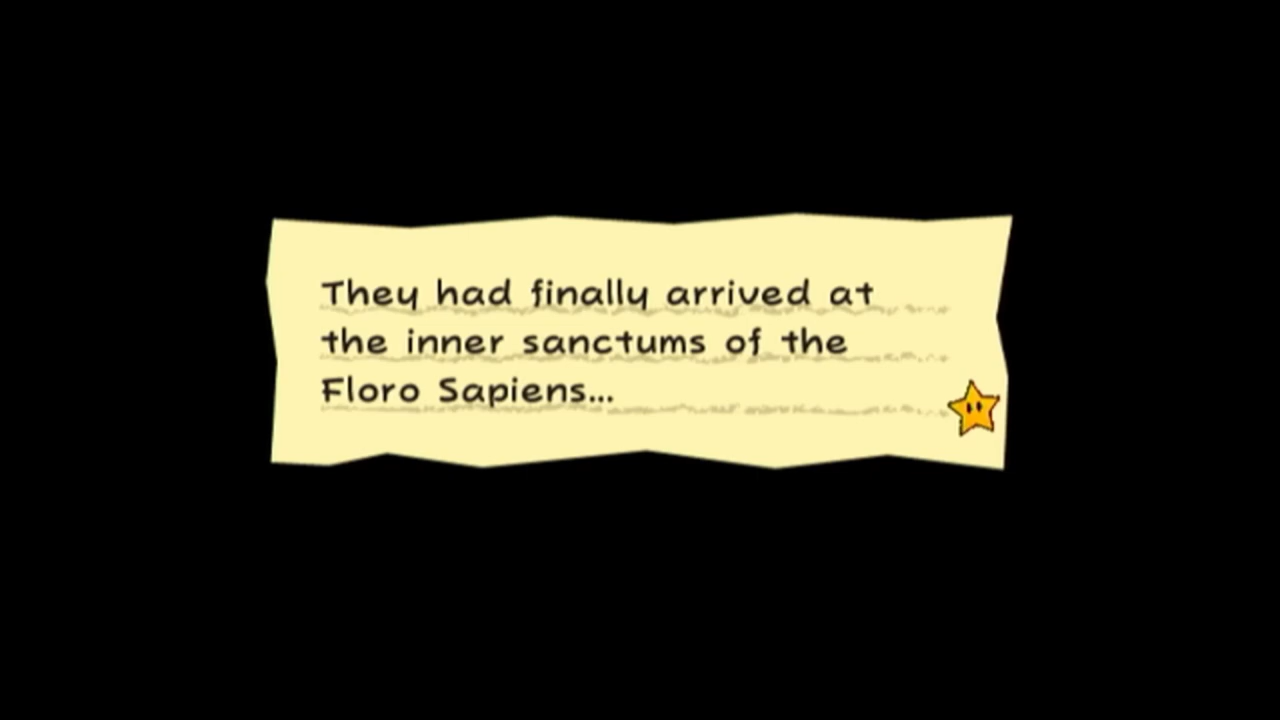 They had finally arrived at
the inner sanctums of the
Floro Sapiens...